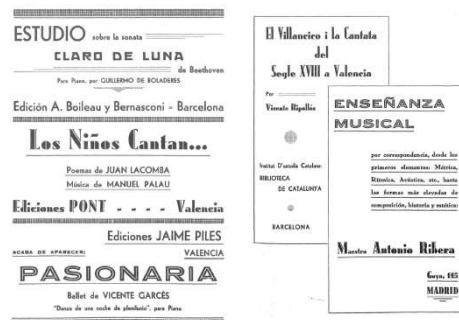 ESTUDIO sobre la sonata
CLARO DE LUNA
de Beethoven
Para Piano, por GUILLERMO DE BOLADERES
Edición A. Boileau y Bernasconi - Barcelona
Los Niños Cantan...
Poemas de JUAN LACOMBA
Música de MANUEL PALAU
Ediciones PONT - - - - Valencia
Ediciones JAIME PILES
ACABA DE APARECER: VALENCIA
PASIONARIA
Ballet de VICENTE GARCÉS
"Danza de una noche de plenilunio", para Piano
El Villancico i la Cantata
del
Segle XVIII a Valencia
Per
Vicente Ripollés
Institut D'estudis Catalans:
BIBLIOTECA
DE CATALUNYA
BARCELONA
ENSEÑANZA
MUSICAL
por correspondencia, desde los
primeros elementos: Métrica,
Rítmica, Acústica, etc., hasta
las formas más elevadas de
composición, historia y estética:
Maestro Antonio Ribera
Goya, 115
MADRID